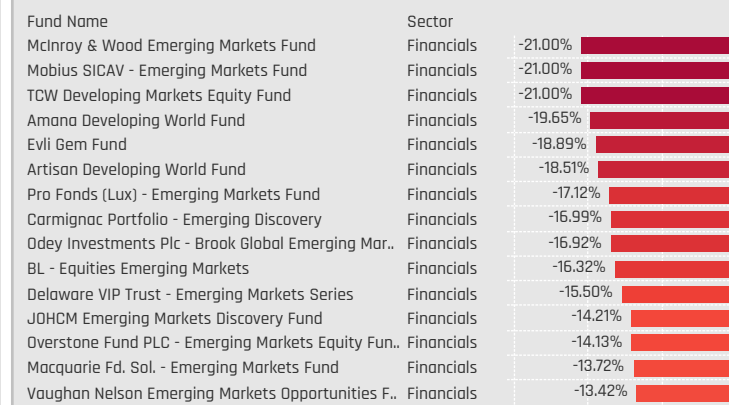 Fund Name Sector
McInroy & Wood Emerging Markets Fund Financials -21.00%
Mobius SICAV - Emerging Markets Fund Financials -21.00%
TCW Developing Markets Equity Fund Financials -21.00%
Amana Developing World Fund Financials -19.65%
Evli Gem Fund Financials -18.89%
Artisan Developing World Fund Financials -18.51%
Pro Fonds (Lux) - Emerging Markets Fund Financials -17.12%
Carmignac Portfolio - Emerging Discovery Financials -16.99%
Odey Investments Plc - Brook Global Emerging Mar.. Financials -16.92%
BL - Equities Emerging Markets Financials -16.32%
Delaware VIP Trust - Emerging Markets Series Financials -15.50%
JOHCM Emerging Markets Discovery Fund Financials -14.21%
Overstone Fund PLC - Emerging Markets Equity Fun.. Financials -14.13%
Macquarie Fd. Sol. - Emerging Markets Fund Financials -13.72%
Vaughan Nelson Emerging Markets Opportunities F.. Financials -13.42%